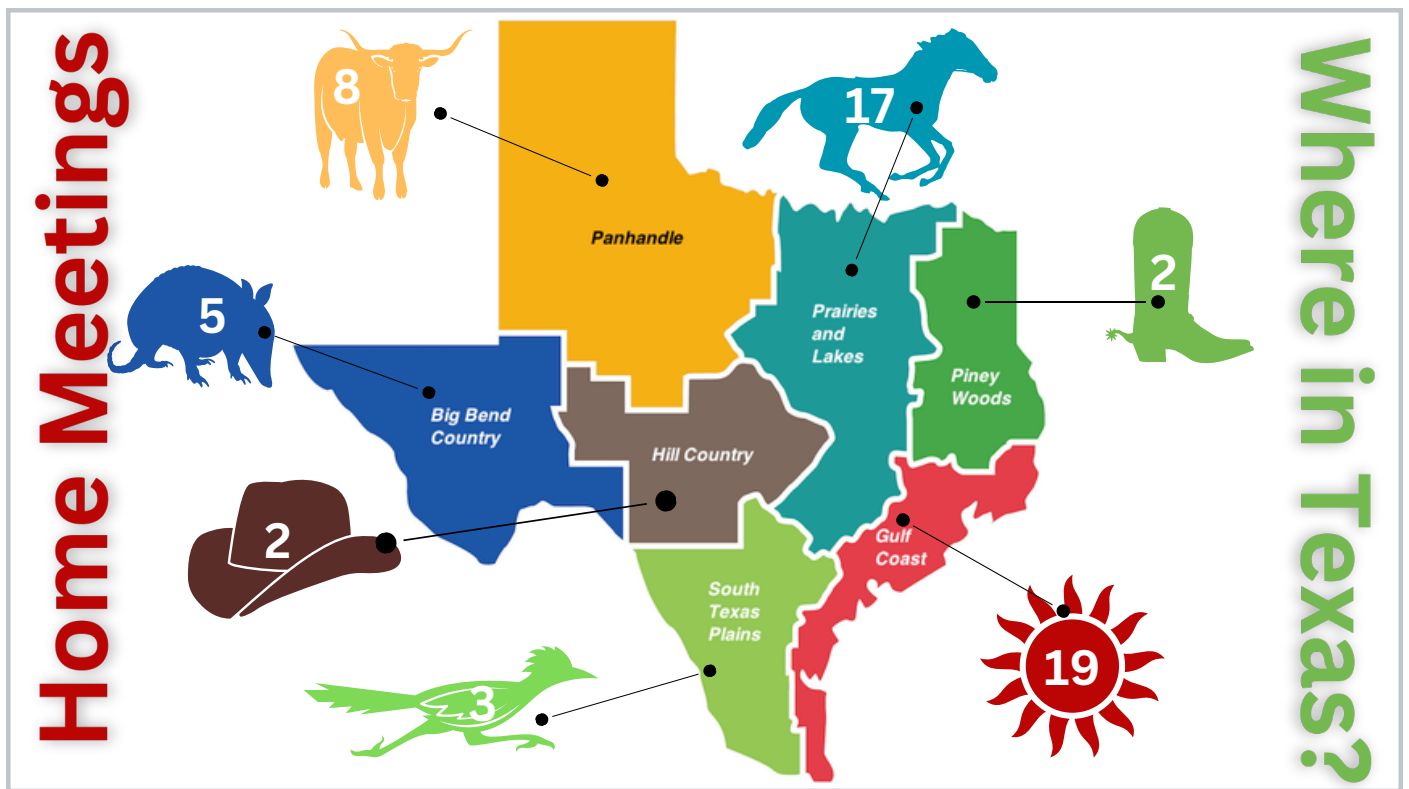 Home Meetings
Where in Texas?
8
17
2
5
2
3
19
Panhandle
Prairies
and
Lakes
Piney
Woods
Big Bend
Country
Hill Country
Gulf
Coast
South
Texas
Plains